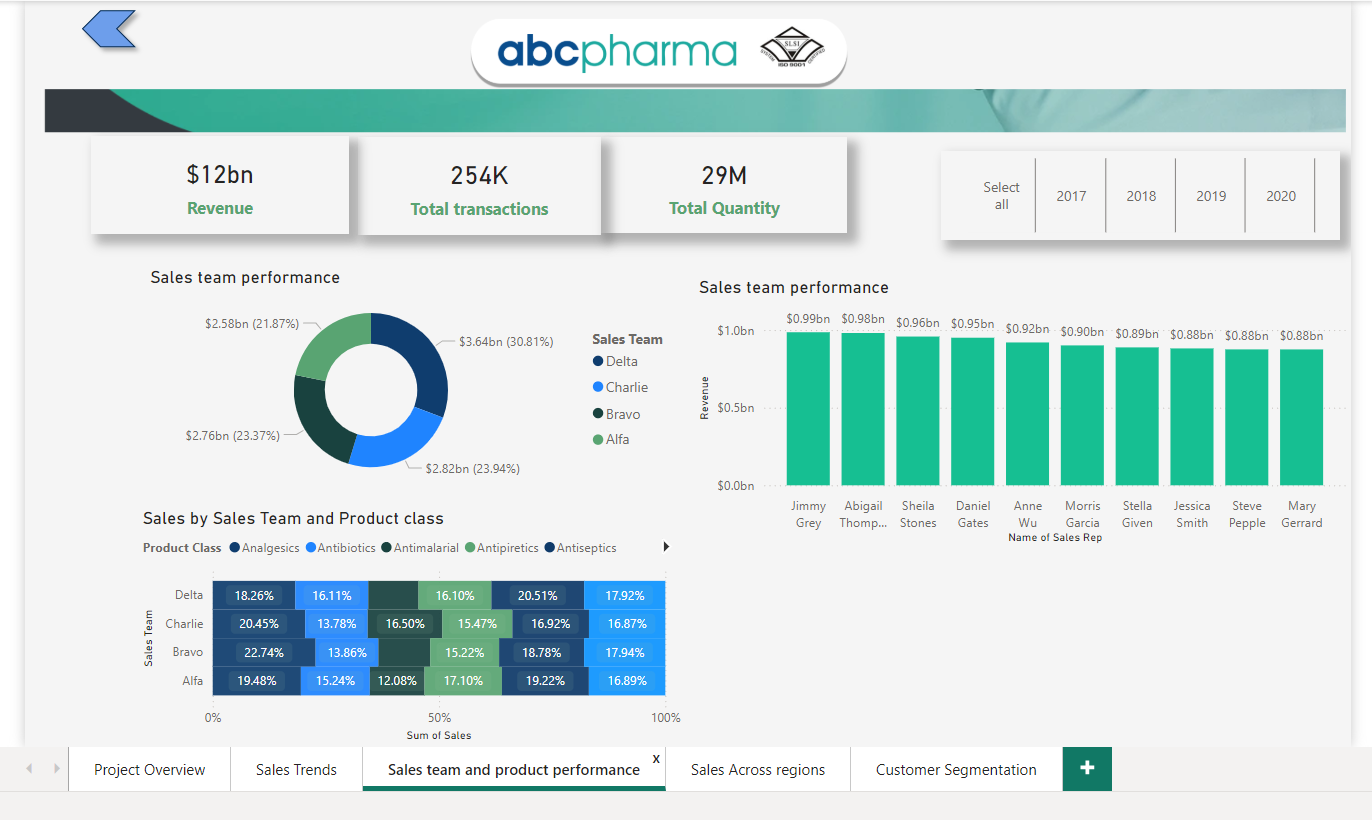 abcpharma
SLSI
SYSTEM CERTIFIED
ISO 9001
$12bn
Revenue
254K
Total transactions
29M
Total Quantity
Select
all
2017
2018
2019
2020
Sales team performance
$2.58bn (21.87%)
$3.64bn (30.81%)
$2.76bn (23.37%)
$2.82bn (23.94%)
Sales Team
Delta
Charlie
Bravo
Alfa
Sales team performance
Revenue
$1.0bn
$0.5bn
$0.0bn
$0.99bn
$0.98bn
$0.96bn
$0.95bn
$0.92bn
$0.90bn
$0.89bn
$0.88bn
$0.88bn
$0.88bn
Jimmy
Grey
Abigail
Thomp...
Sheila
Stones
Daniel
Gates
Anne
Wu
Morris
Garcia
Stella
Given
Jessica
Smith
Steve
Pepple
Mary
Gerrard
Name of Sales Rep
Sales by Sales Team and Product class
Product Class Analgesics Antibiotics Antimalarial Antipiretics Antiseptics
Sales Team
Delta 18.26% 16.11% 16.10% 20.51% 17.92%
Charlie 20.45% 13.78% 16.50% 15.47% 16.92% 16.87%
Bravo 22.74% 13.86% 15.22% 18.78% 17.94%
Alfa 19.48% 15.24% 12.08% 17.10% 19.22% 16.89%
0% 50% 100%
Sum of Sales
Project Overview
Sales Trends
Sales team and product performance
x
Sales Across regions
Customer Segmentation
+